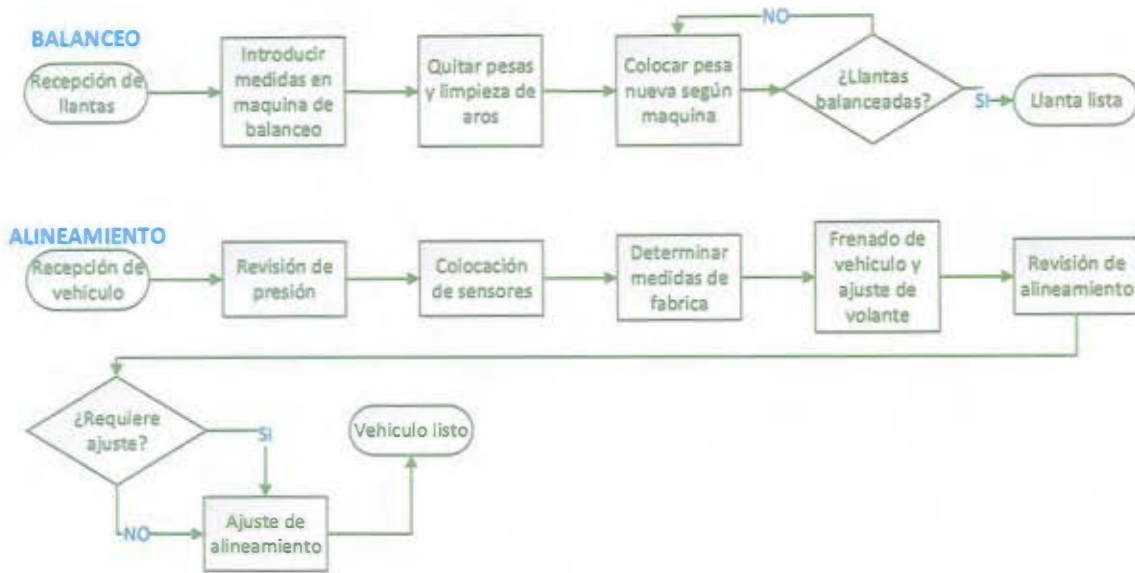 BALANCEO
Recepción de
llantas
Introducir
medidas en
maquina de
balanceo
Quitar pesas
y limpieza de
aros
Colocar pesa
nueva según
maquina
NO
¿Llantas
balanceadas?
SI
Llanta lista
ALINEAMIENTO
Recepción de
vehiculo
Revisión de
presión
Colocación
de sensores
Determinar
medidas de
fabrica
Frenado de
vehiculo y
ajuste de
volante
Revisión de
alineamiento
¿Requiere
ajuste?
SI
NO
Ajuste de
alineamiento
Vehiculo listo